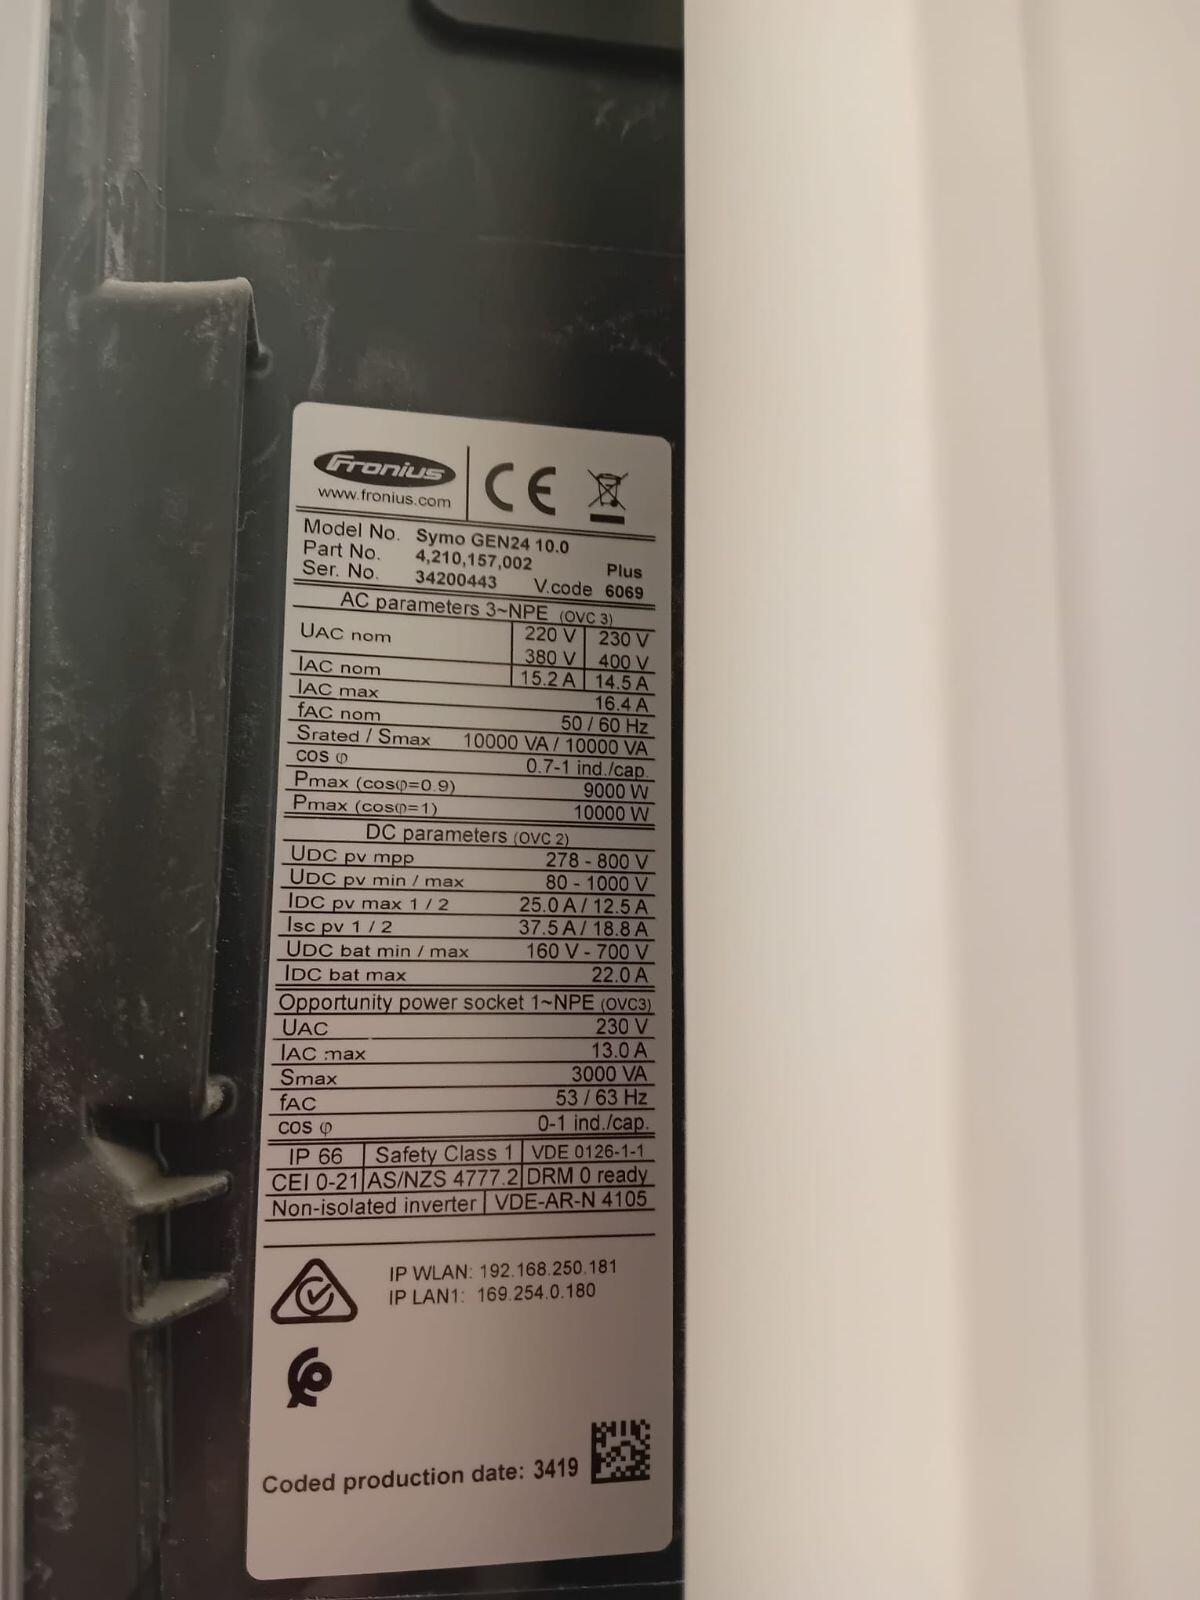 Fronius
www.fronius.com
CE
Model No. Symo GEN24 10.0
Plus
Part No. 4,210,157,002
Ser. No. 34200443 V.code 6069
AC parameters 3~NPE (OVC 3)
UAC nom 220 V 230 V
380 V 400 V
IAC nom 15.2 A 14.5 A
IAC max 16.4 A
fAC nom 50 / 60 Hz
Srated / Smax 10000 VA / 10000 VA
cos φ 0.7-1 ind./cap.
Pmax (cosφ=0.9) 9000 W
Pmax (cosφ=1) 10000 W
DC parameters (OVC 2)
UDC pv mpp 278 - 800 V
UDC pv min / max 80 - 1000 V
IDC pv max 1 / 2 25.0 A / 12.5 A
Isc pv 1 / 2 37.5 A / 18.8 A
UDC bat min / max 160 V - 700 V
IDC bat max 22.0 A
Opportunity power socket 1~NPE (OVC3)
UAC 230 V
IAC max 13.0 A
Smax 3000 VA
fAC 53 / 63 Hz
cos φ 0-1 ind./cap.
IP 66 Safety Class 1 VDE 0126-1-1
CEI 0-21 AS/NZS 4777.2 DRM 0 ready
Non-isolated inverter VDE-AR-N 4105
IP WLAN: 192.168.250.181
IP LAN1: 169.254.0.180
Coded production date: 3419